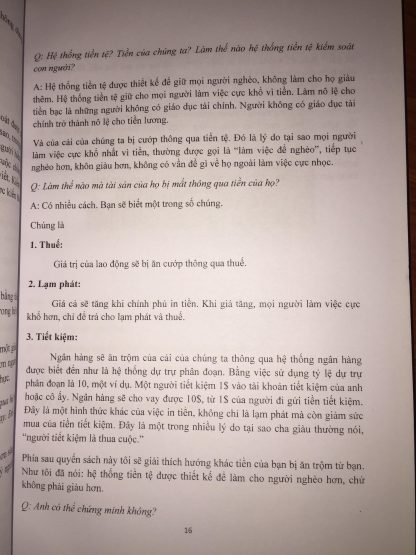 Q: Hệ thống tiền tệ? Tiền của chúng ta? Làm thế nào hệ thống tiền tệ kiểm soát
con người?
A: Hệ thống tiền tệ được thiết kế để giữ mọi người nghèo, không làm cho họ giàu
thêm. Hệ thống tiền tệ giữ cho mọi người làm việc cực khổ vì tiền. Làm nô lệ cho
tiền bạc là những người không có giáo dục tài chính. Người không có giáo dục tài
chính trở thành nô lệ cho tiền lương.
Và của cải của chúng ta bị cướp thông qua tiền tệ. Đó là lý do tại sao mọi người
làm việc cực khổ nhất vì tiền, thường được gọi là “làm việc để nghèo”, tiếp tục
nghèo hơn, khôn giàu hơn, không có vấn đề gì về họ ngoài làm việc cực nhọc.
Q: Làm thế nào mà tài sản của họ bị mất thông qua tiền của họ?
A: Có nhiều cách. Bạn sẽ biết một trong số chúng.
Chúng là
1. Thuế:
Giá trị của lao động sẽ bị ăn cướp thông qua thuế.
2. Lạm phát:
Giá cả sẽ tăng khi chính phủ in tiền. Khi giá tăng, mọi người làm việc cực
khổ hơn, chỉ để trả cho lạm phát và thuế.
3. Tiết kiệm:
Ngân hàng sẽ ăn trộm của cải của chúng ta thông qua hệ thống ngân hàng
được biết đến như là hệ thống dự trự phân đoạn. Bằng việc sử dụng tỷ lệ dự trự
phân đoạn là 10, một ví dụ. Một người tiết kiệm 1$ vào tài khoản tiết kiệm của anh
hoặc cô ấy. Ngân hàng sẽ cho vay được 10$, từ 1$ của người đi gửi tiền tiết kiệm.
Đây là một hình thức khác của việc in tiền, không chỉ là lạm phát mà còn giảm sức
mua của tiền tiết kiệm. Đây là một trong nhiều lý do tại sao cha giàu thường nói,
“người tiết kiệm là thua cuộc.”
Phía sau quyển sách này tôi sẽ giải thích hướng khác tiền của bạn bị ăn trộm từ bạn.
Như tôi đã nói: hệ thống tiền tệ được thiết kế để làm cho người nghèo hơn, chứ
không phải giàu hơn.
Q: Anh có thể chứng minh không?
16